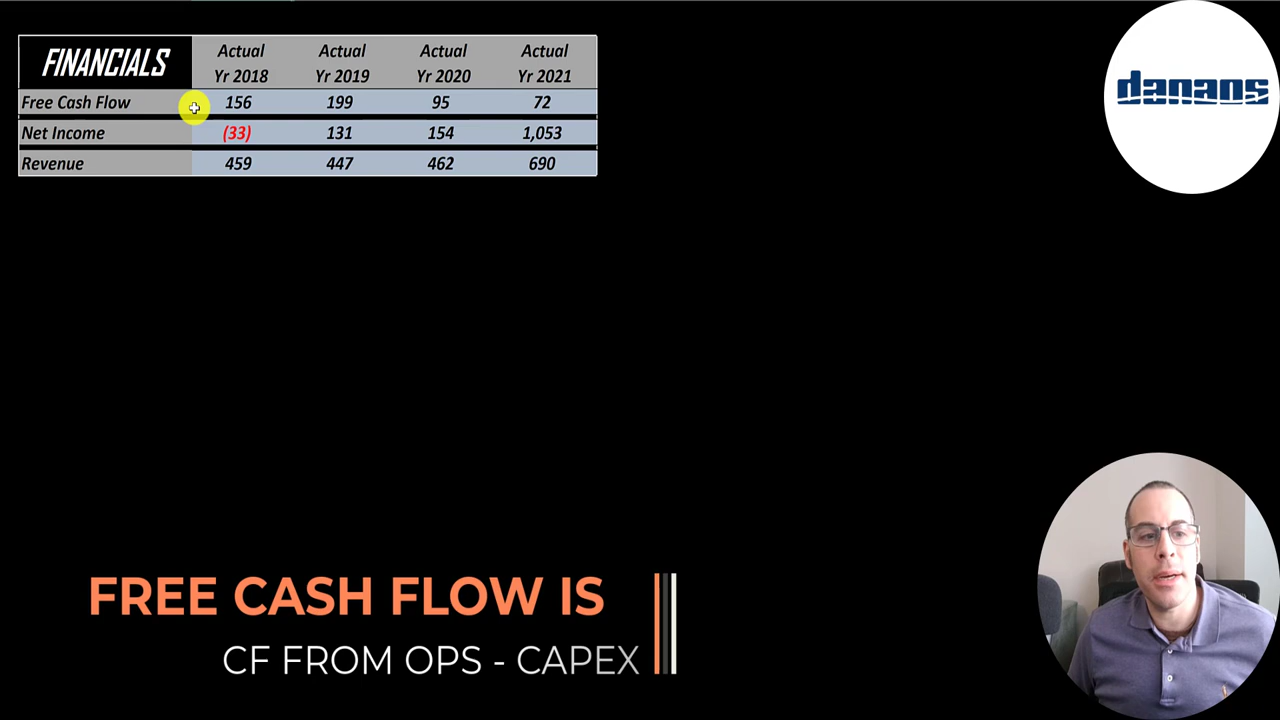 FINANCIALS
Actual Actual Actual Actual
Yr 2018 Yr 2019 Yr 2020 Yr 2021
Free Cash Flow 156 199 95 72
Net Income (33) 131 154 1,053
Revenue 459 447 462 690
danaos
FREE CASH FLOW IS
CF FROM OPS - CAPEX